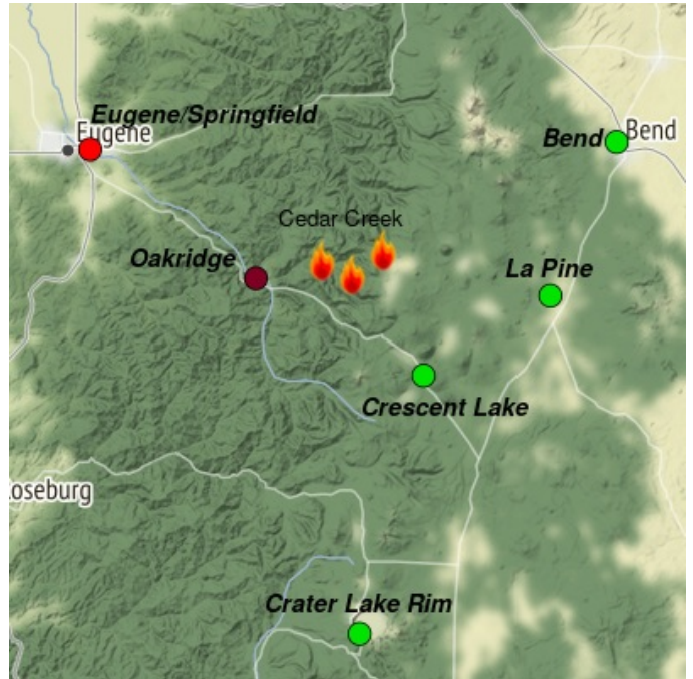 Eugene/Springfield
Eugene
Bend
Bend
Cedar Creek
Oakridge
La Pine
Crescent Lake
oseburg
Crater Lake Rim